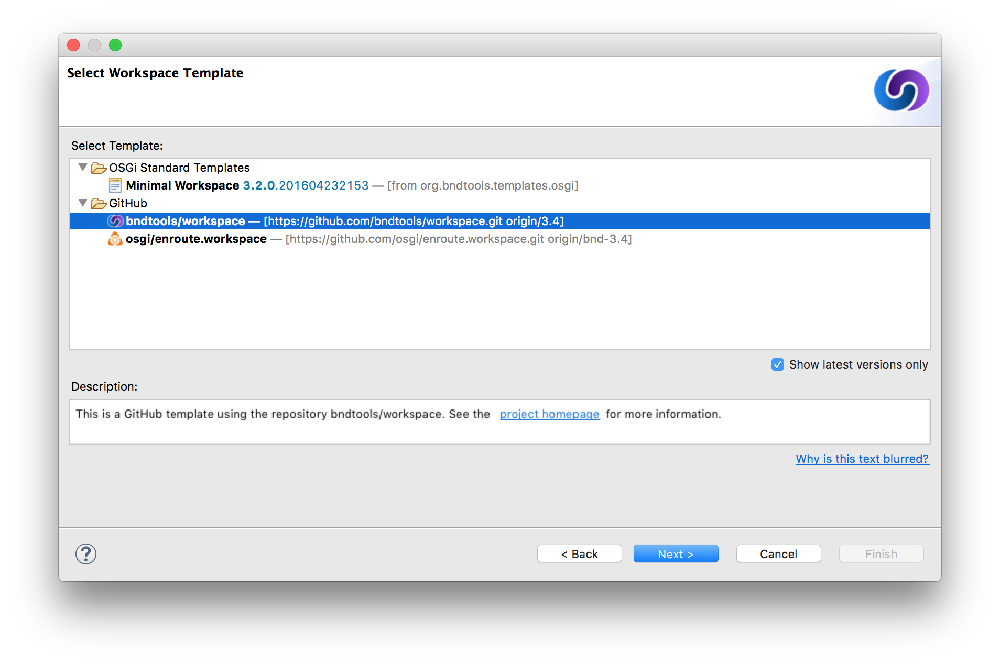 Select Workspace Template
Select Template:
OSGi Standard Templates
Minimal Workspace 3.2.0.201604232153 — [from org.bndtools.templates.osgi]
GitHub
bndtools/workspace — [https://github.com/bndtools/workspace.git origin/3.4]
osgi/enroute.workspace — [https://github.com/osgi/enroute.workspace.git origin/bnd-3.4]
Show latest versions only
Description:
This is a GitHub template using the repository bndtools/workspace. See the project homepage for more information.
Why is this text blurred?
? < Back Next > Cancel Finish